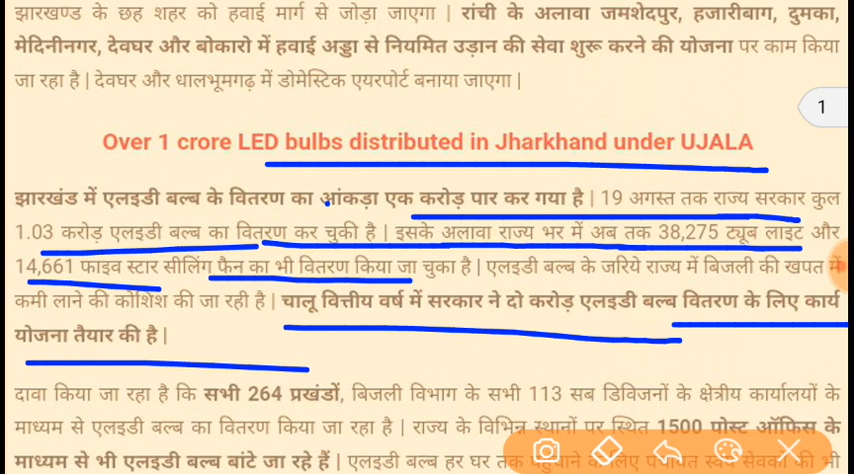 झारखण्ड के छह शहर को हवाई मार्ग से जोड़ा जाएगा | रांची के अलावा जमशेदपुर, हजारीबाग, दुमका,
मेदिनीनगर, देवघर और बोकारो में हवाई अड्डा से नियमित उड़ान की सेवा शुरू करने की योजना पर काम किया
जा रहा है | देवघर और धालभूमगढ़ में डोमेस्टिक एयरपोर्ट बनाया जाएगा |
1
Over 1 crore LED bulbs distributed in Jharkhand under UJALA
झारखंड में एलइडी बल्ब के वितरण का आंकड़ा एक करोड़ पार कर गया है | 19 अगस्त तक राज्य सरकार कुल
1.03 करोड़ एलइडी बल्ब का वितरण कर चुकी है | इसके अलावा राज्य भर में अब तक 38,275 ट्यूब लाइट और
14,661 फाइव स्टार सीलिंग फैन का भी वितरण किया जा चुका है | एलइडी बल्ब के जरिये राज्य में बिजली की खपत में
कमी लाने की कोशिश की जा रही है | चालू वित्तीय वर्ष में सरकार ने दो करोड़ एलइडी बल्ब वितरण के लिए कार्य
योजना तैयार की है |
दावा किया जा रहा है कि सभी 264 प्रखंडों, बिजली विभाग के सभी 113 सब डिविजनों के क्षेत्रीय कार्यालयों के
माध्यम से एलइडी बल्ब का वितरण किया जा रहा है | राज्य के विभिन्न स्थानों पर स्थित 1500 पोस्ट ऑफिस के
माध्यम से भी एलइडी बल्ब बांटे जा रहे हैं | एलइडी बल्ब हर घर तक के लिए भी